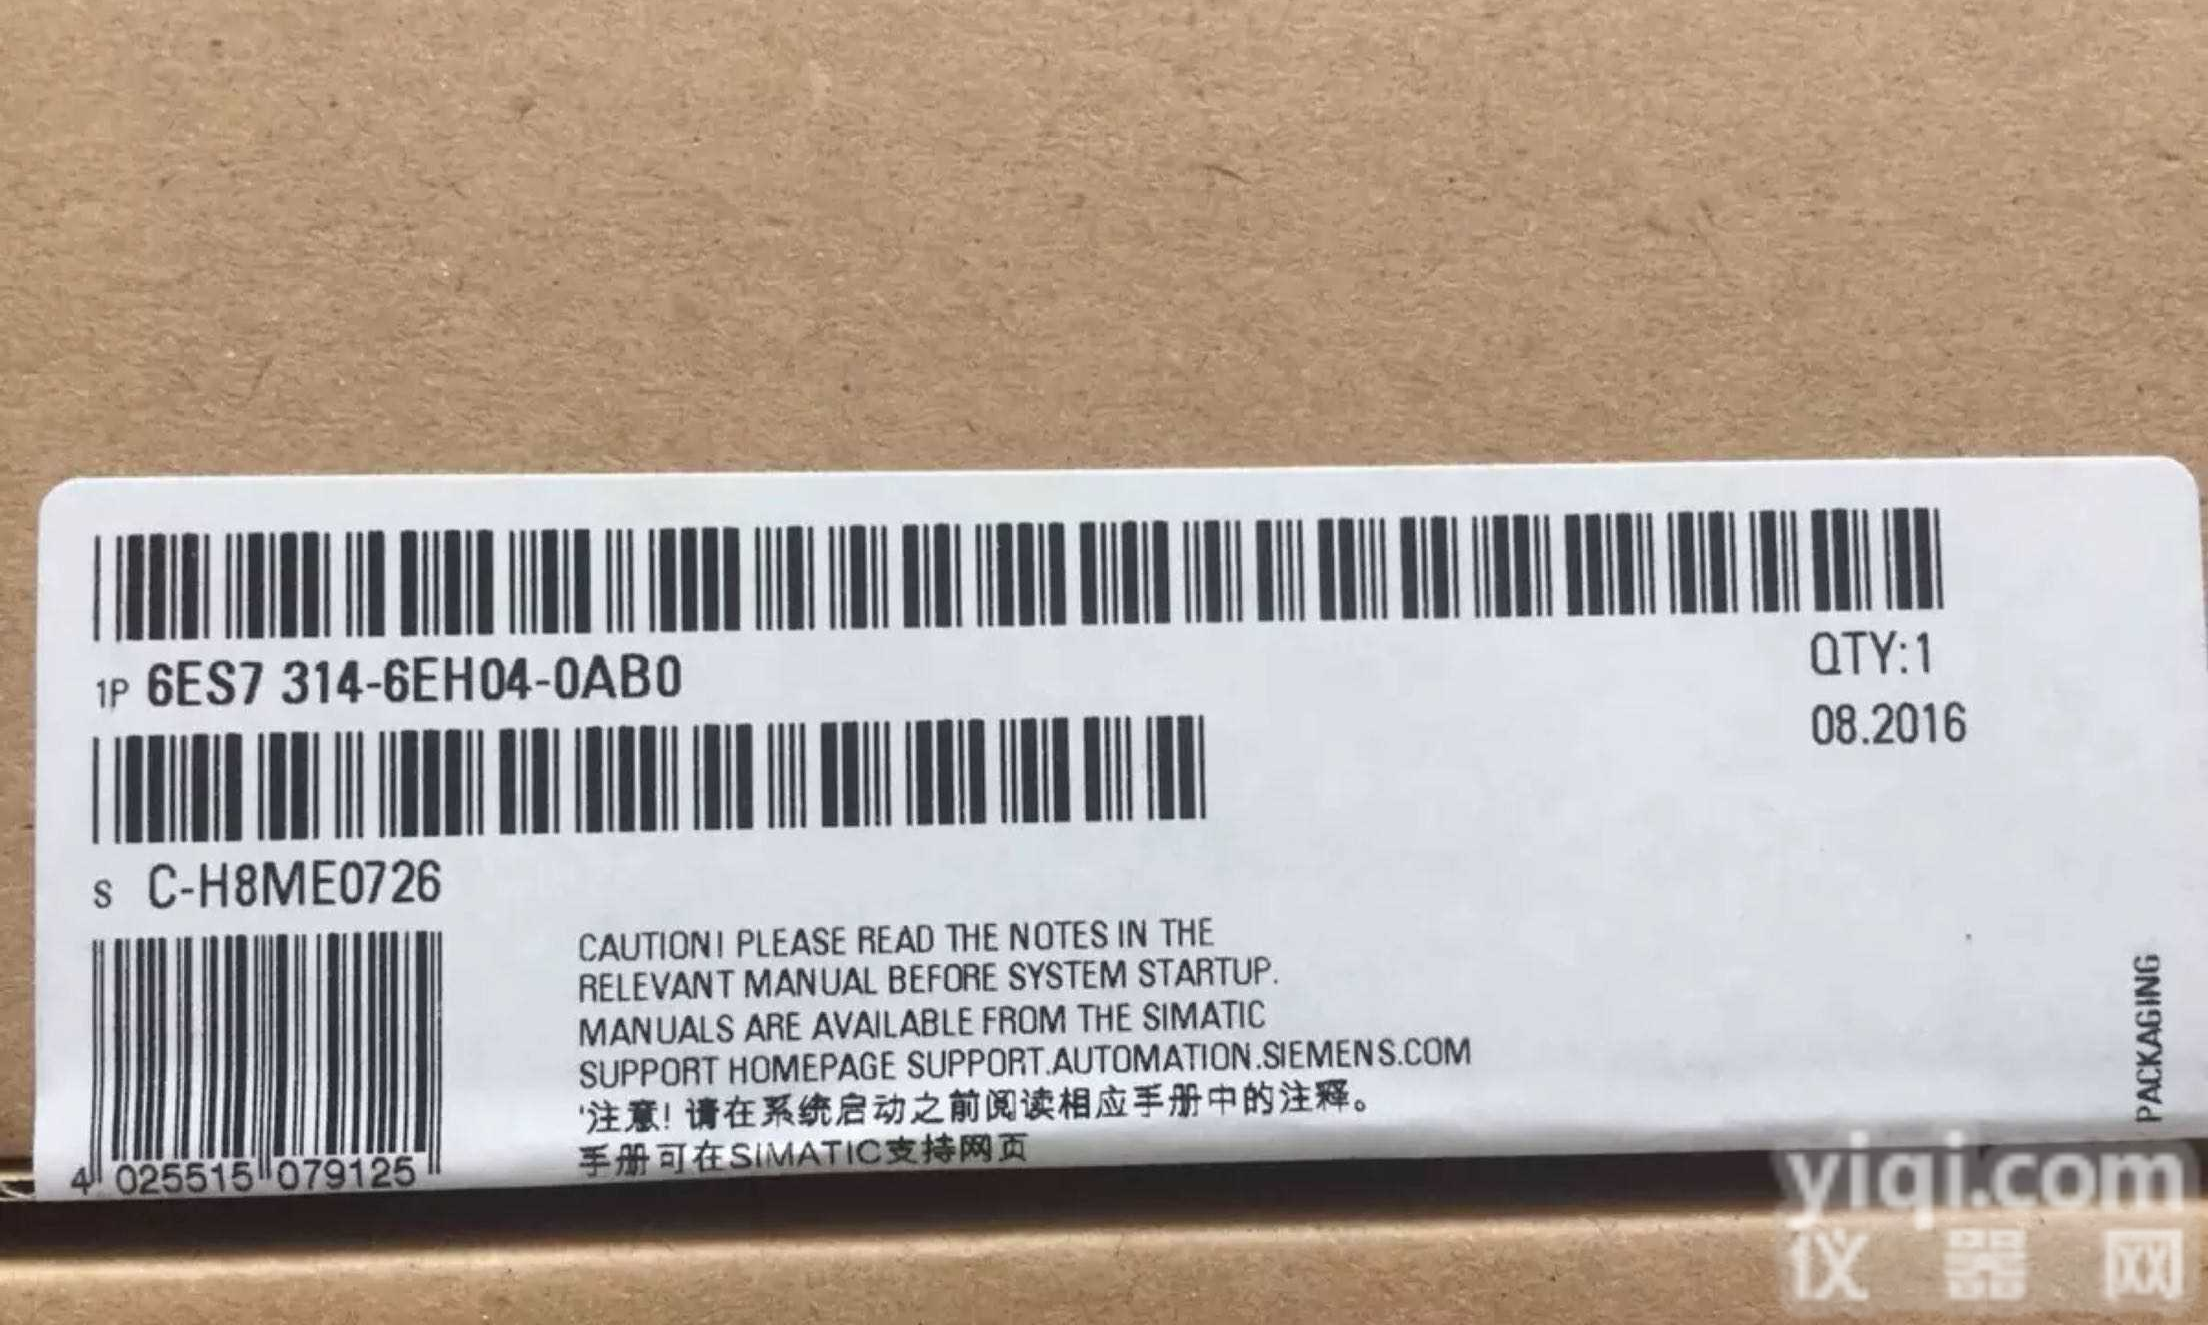 1P 6ES7 314-6EH04-0AB0
QTY:1
08.2016
S C-H8ME0726
CAUTION! PLEASE READ THE NOTES IN THE
RELEVANT MANUAL BEFORE SYSTEM STARTUP.
MANUALS ARE AVAILABLE FROM THE SIMATIC
SUPPORT HOMEPAGE SUPPORT.AUTOMATION.SIEMENS.COM
'注意! 请在系统启动之前阅读相应手册中的注释。
手册可在SIMATIC支持网页
4 025515 079125
PACKAGING
yiqi.com
仪器网